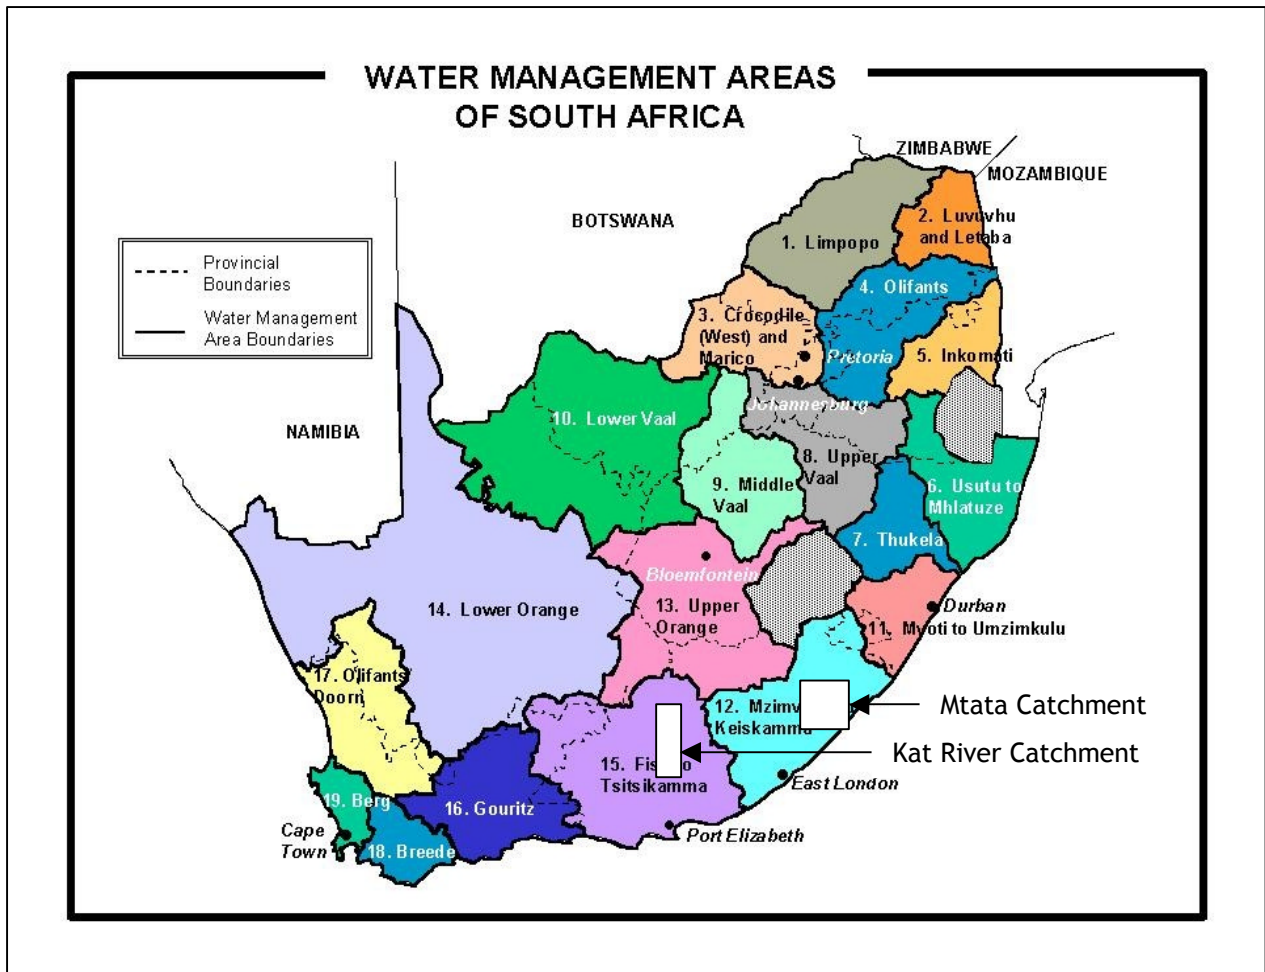 WATER MANAGEMENT AREAS
OF SOUTH AFRICA
ZIMBABWE
MOZAMBIQUE
BOTSWANA
NAMIBIA
Provincial
Boundaries
Water Management
Area Boundaries
1. Limpopo
2. Luvuvhu
and Letaba
3. Crocodile
(West) and
Marico
4. Olifants
Pretoria
5. Inkomati
Johannesburg
10. Lower Vaal
8. Upper
Vaal
9. Middle
Vaal
6. Usutu to
Mhlatuze
7. Thukela
Bloemfontein
13. Upper
Orange
14. Lower Orange
Durban
11. Mvoti to Umzimkulu
17. Olifants
Doorn
12.
Keiskamma
Mtata Catchment
Kat River Catchment
15.
Tsitsikamma
East London
16. Gouritz
Port Elizabeth
19. Berg
Cape
Town
18. Breede